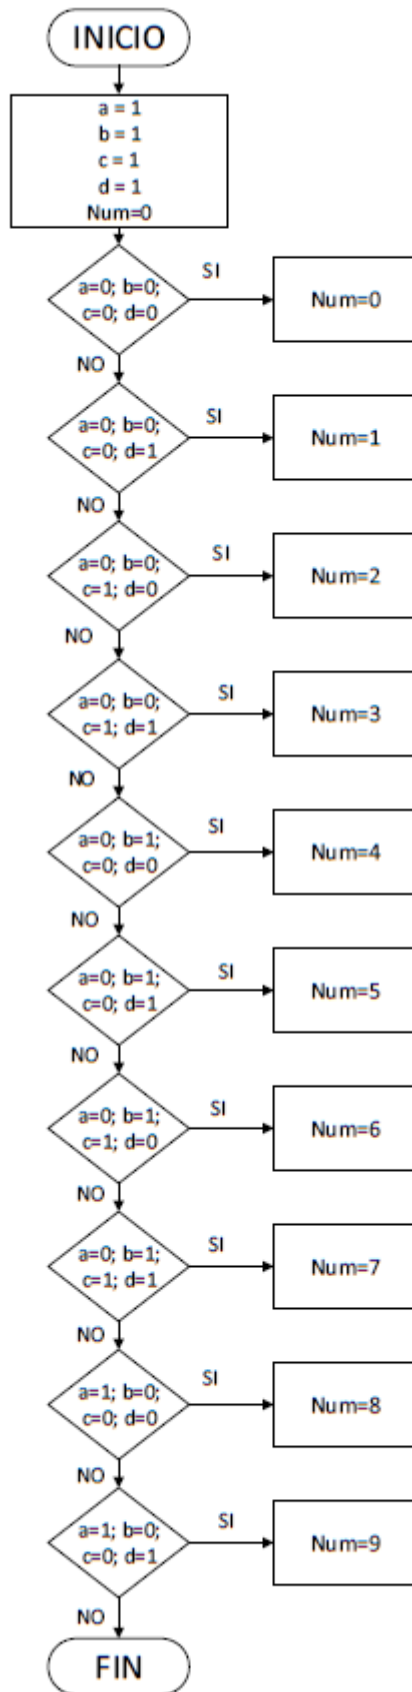 INICIO
a = 1
b = 1
c = 1
d = 1
Num=0
a=0; b=0;
c=0; d=0
SI
Num=0
NO
a=0; b=0;
c=0; d=1
SI
Num=1
NO
a=0; b=0;
c=1; d=0
SI
Num=2
NO
a=0; b=0;
c=1; d=1
SI
Num=3
NO
a=0; b=1;
c=0; d=0
SI
Num=4
NO
a=0; b=1;
c=0; d=1
SI
Num=5
NO
a=0; b=1;
c=1; d=0
SI
Num=6
NO
a=0; b=1;
c=1; d=1
SI
Num=7
NO
a=1; b=0;
c=0; d=0
SI
Num=8
NO
a=1; b=0;
c=0; d=1
SI
Num=9
NO
FIN